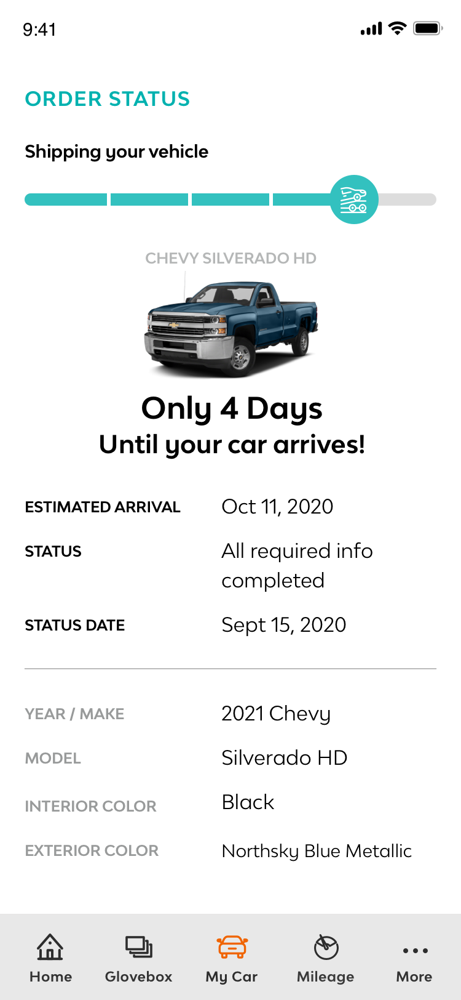 9:41
ORDER STATUS
Shipping your vehicle
CHEVY SILVERADO HD
Only 4 Days
Until your car arrives!
ESTIMATED ARRIVAL Oct 11, 2020
STATUS All required info
completed
STATUS DATE Sept 15, 2020
YEAR / MAKE 2021 Chevy
MODEL Silverado HD
INTERIOR COLOR Black
EXTERIOR COLOR Northsky Blue Metallic
Home Glovebox My Car Mileage More